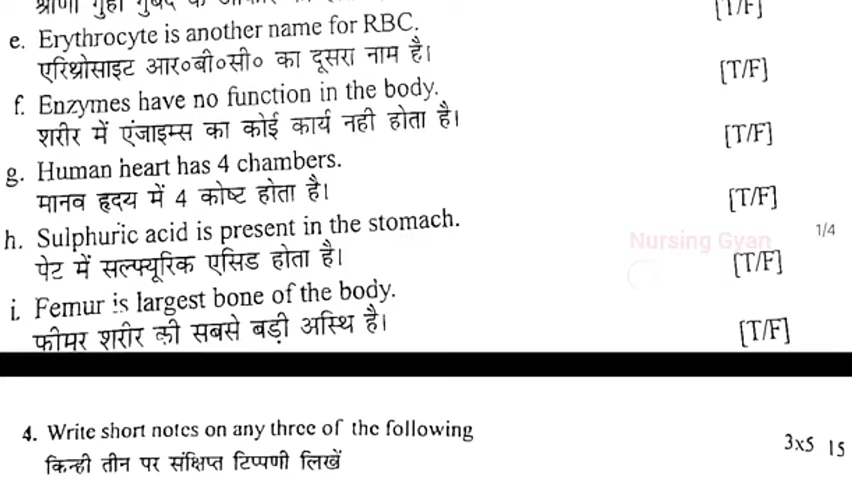 [T/F]
e. Erythrocyte is another name for RBC.
एरिथ्रोसाइट आर०बी०सी० का दूसरा नाम है। [T/F]
f. Enzymes have no function in the body.
शरीर में एंजाइम्स का कोई कार्य नही होता है। [T/F]
g. Human heart has 4 chambers.
मानव हृदय में 4 कोष्ट होता है। [T/F]
h. Sulphuric acid is present in the stomach.
Nursing Gyan 1/4
पेट में सल्फ्यूरिक एसिड होता है। [T/F]
i. Femur is largest bone of the body.
फीमर शरीर की सबसे बड़ी अस्थि है। [T/F]
4. Write short notes on any three of the following 3x5 15
किन्ही तीन पर संक्षिप्त टिप्पणी लिखें